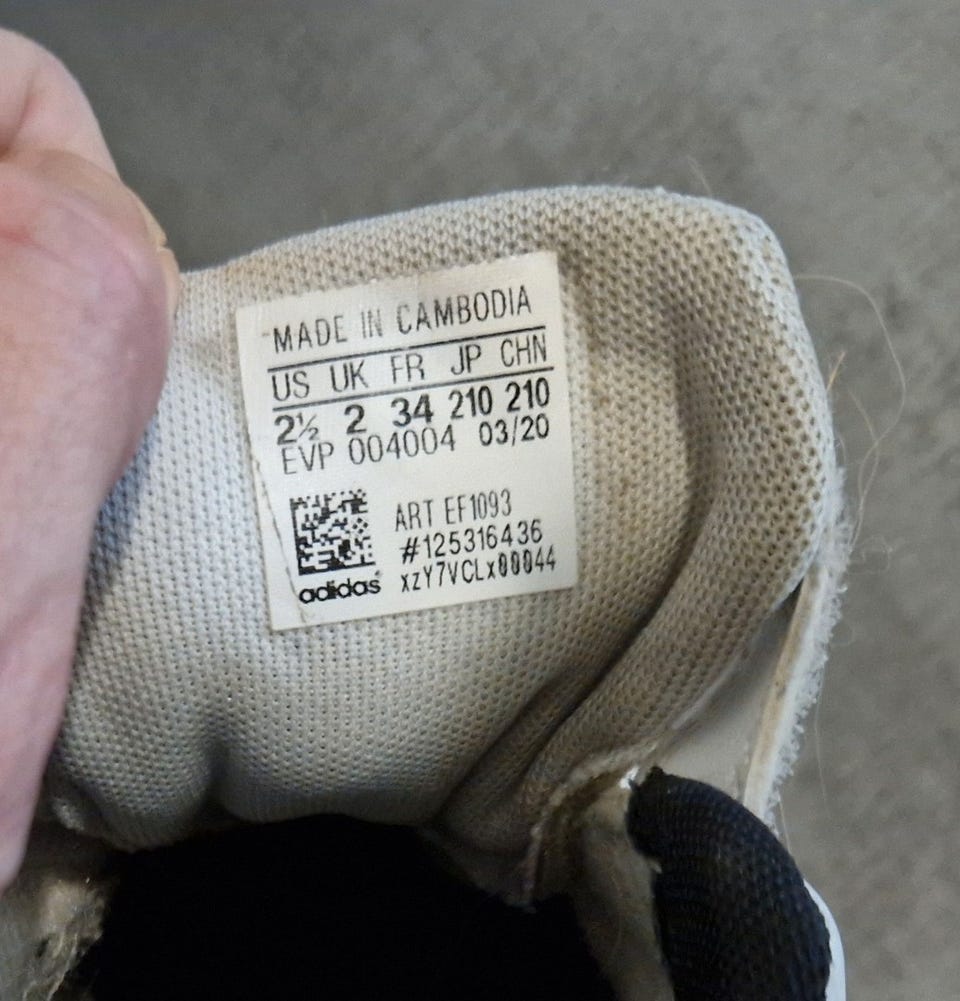 MADE IN CAMBODIA
US UK FR JP CHN
2½ 2 34 210 210
EVP 004004 03/20
ART EF1093
#125316436
xzY7VCLx00044
adidas